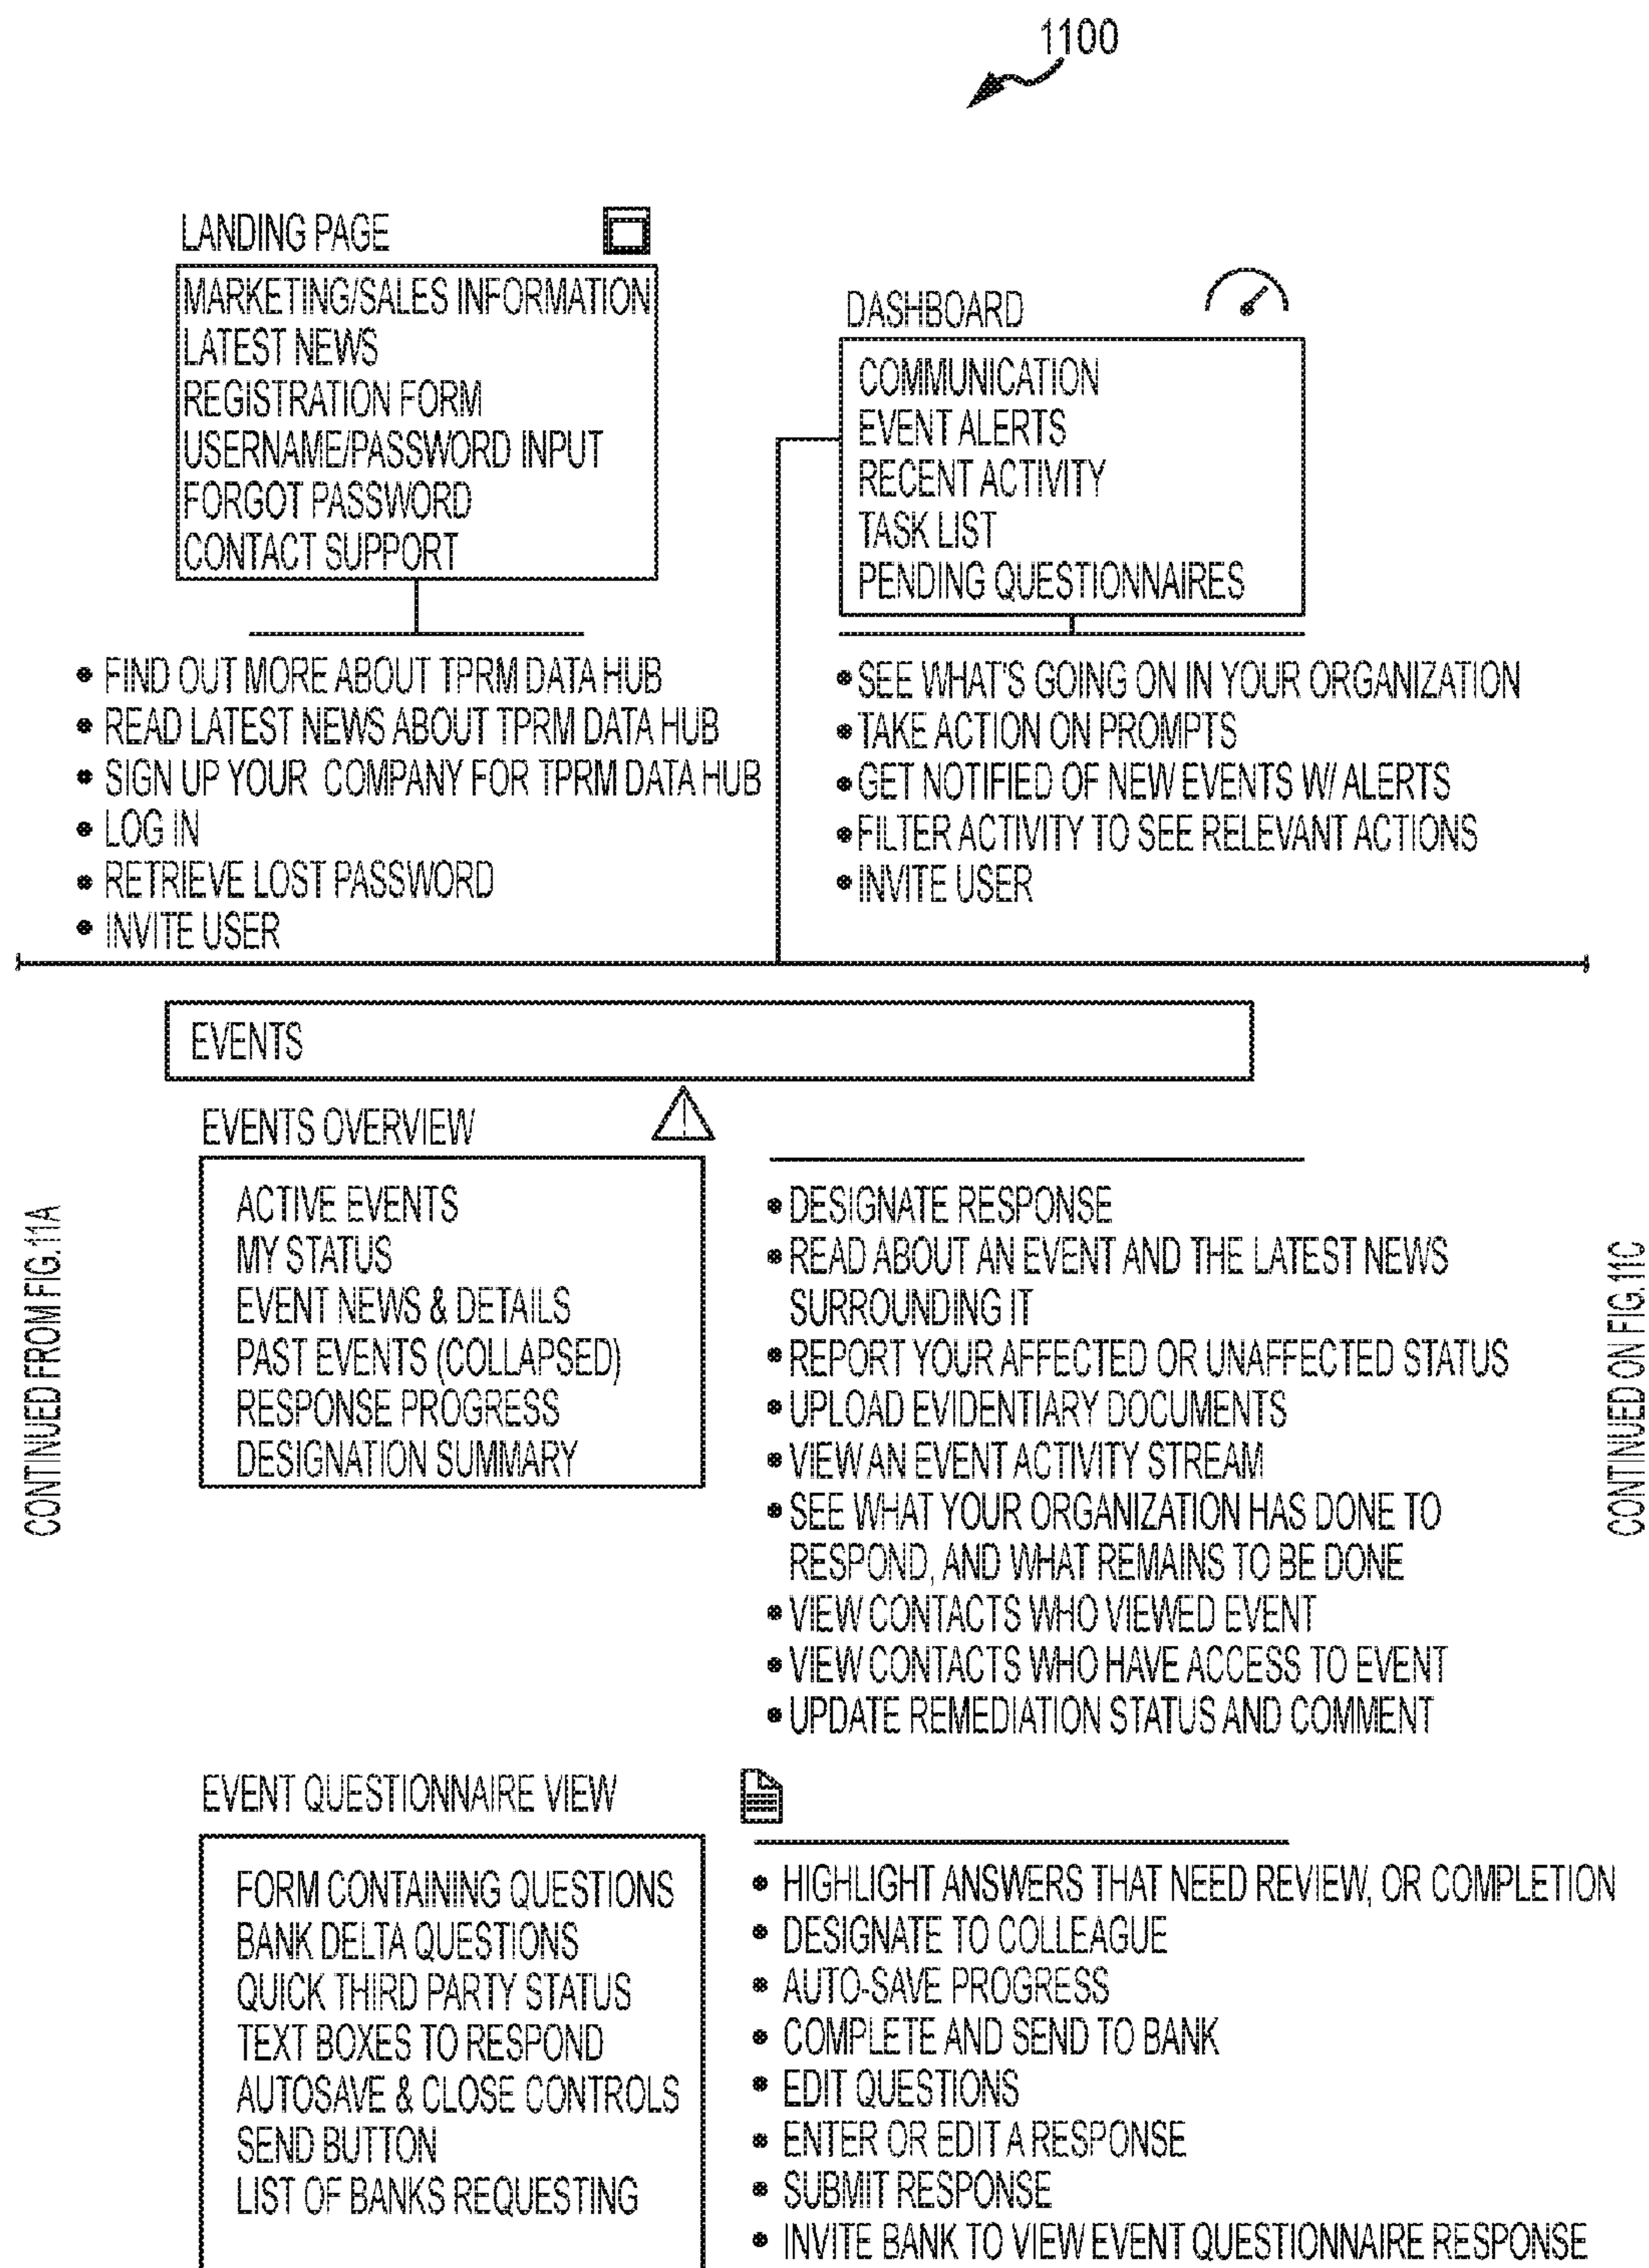 1100
LANDING PAGE
MARKETING/SALES INFORMATION
LATEST NEWS
REGISTRATION FORM
USERNAME/PASSWORD INPUT
FORGOT PASSWORD
CONTACT SUPPORT
• FIND OUT MORE ABOUT TPRM DATA HUB
• READ LATEST NEWS ABOUT TPRM DATA HUB
• SIGN UP YOUR COMPANY FOR TPRM DATA HUB
• LOG IN
• RETRIEVE LOST PASSWORD
• INVITE USER
DASHBOARD
COMMUNICATION
EVENT ALERTS
RECENT ACTIVITY
TASK LIST
PENDING QUESTIONNAIRES
• SEE WHAT'S GOING ON IN YOUR ORGANIZATION
• TAKE ACTION ON PROMPTS
• GET NOTIFIED OF NEW EVENTS W/ ALERTS
• FILTER ACTIVITY TO SEE RELEVANT ACTIONS
• INVITE USER
EVENTS
CONTINUED FROM FIG.11A
EVENTS OVERVIEW
ACTIVE EVENTS
MY STATUS
EVENT NEWS & DETAILS
PAST EVENTS (COLLAPSED)
RESPONSE PROGRESS
DESIGNATION SUMMARY
• DESIGNATE RESPONSE
• READ ABOUT AN EVENT AND THE LATEST NEWS
SURROUNDING IT
• REPORT YOUR AFFECTED OR UNAFFECTED STATUS
• UPLOAD EVIDENTIARY DOCUMENTS
• VIEW AN EVENT ACTIVITY STREAM
• SEE WHAT YOUR ORGANIZATION HAS DONE TO
RESPOND, AND WHAT REMAINS TO BE DONE
• VIEW CONTACTS WHO VIEWED EVENT
• VIEW CONTACTS WHO HAVE ACCESS TO EVENT
• UPDATE REMEDIATION STATUS AND COMMENT
CONTINUED ON FIG.11C
EVENT QUESTIONNAIRE VIEW
FORM CONTAINING QUESTIONS
BANK DELTA QUESTIONS
QUICK THIRD PARTY STATUS
TEXT BOXES TO RESPOND
AUTOSAVE & CLOSE CONTROLS
SEND BUTTON
LIST OF BANKS REQUESTING
• HIGHLIGHT ANSWERS THAT NEED REVIEW, OR COMPLETION
• DESIGNATE TO COLLEAGUE
• AUTO-SAVE PROGRESS
• COMPLETE AND SEND TO BANK
• EDIT QUESTIONS
• ENTER OR EDIT A RESPONSE
• SUBMIT RESPONSE
• INVITE BANK TO VIEW EVENT QUESTIONNAIRE RESPONSE